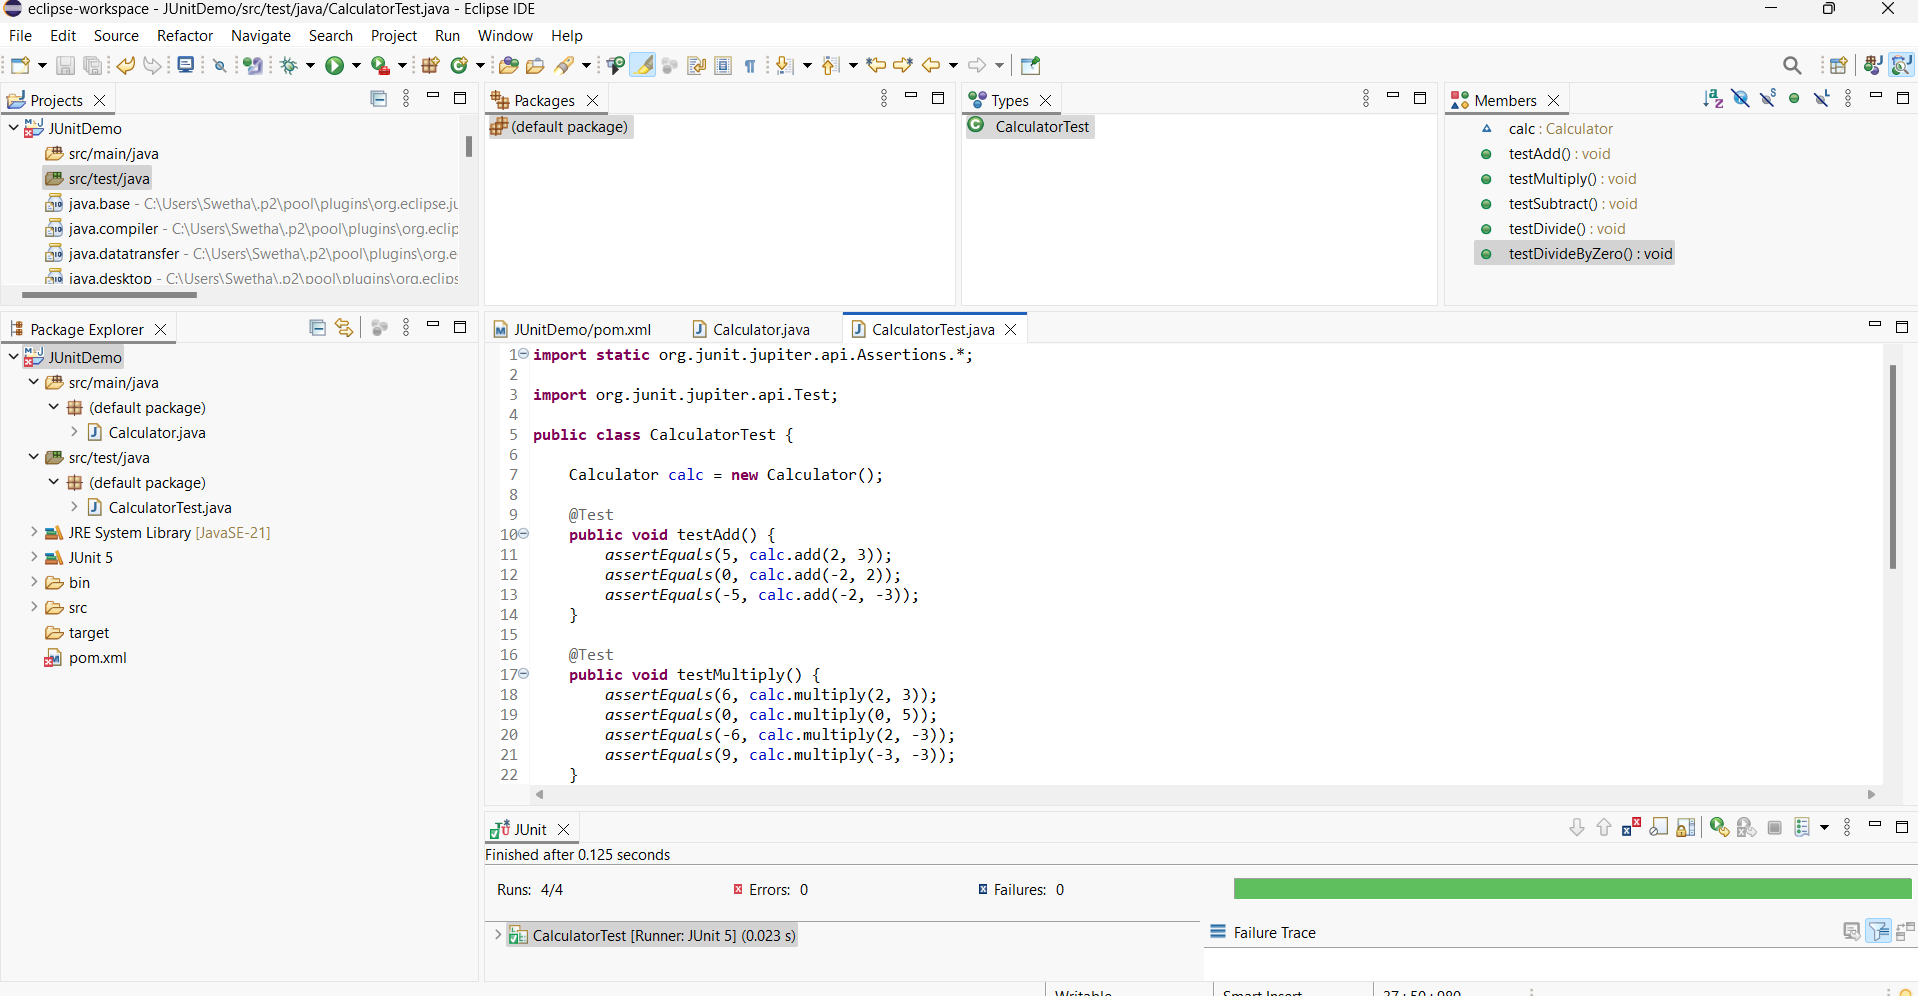 eclipse-workspace - JUnitDemo/src/test/java/CalculatorTest.java - Eclipse IDE
File Edit Source Refactor Navigate Search Project Run Window Help
Projects
JUnitDemo
src/main/java
src/test/java
java.base - C:\Users\Swetha\.p2\pool\plugins\org.eclipse.ju
java.compiler - C:\Users\Swetha\.p2\pool\plugins\org.eclip
java.datatransfer - C:\Users\Swetha\.p2\pool\plugins\org.e
java.desktop - C:\Users\Swetha\.p2\pool\plugins\org.eclips
Packages
(default package)
Types
CalculatorTest
Members
calc : Calculator
testAdd() : void
testMultiply() : void
testSubtract() : void
testDivide() : void
testDivideByZero() : void
Package Explorer
JUnitDemo
src/main/java
(default package)
Calculator.java
src/test/java
(default package)
CalculatorTest.java
JRE System Library [JavaSE-21]
JUnit 5
bin
src
target
pom.xml
JUnitDemo/pom.xml Calculator.java CalculatorTest.java
1 import static org.junit.jupiter.api.Assertions.*;
2
3 import org.junit.jupiter.api.Test;
4
5 public class CalculatorTest {
6
7 Calculator calc = new Calculator();
8
9 @Test
10 public void testAdd() {
11 assertEquals(5, calc.add(2, 3));
12 assertEquals(0, calc.add(-2, 2));
13 assertEquals(-5, calc.add(-2, -3));
14 }
15
16 @Test
17 public void testMultiply() {
18 assertEquals(6, calc.multiply(2, 3));
19 assertEquals(0, calc.multiply(0, 5));
20 assertEquals(-6, calc.multiply(2, -3));
21 assertEquals(9, calc.multiply(-3, -3));
22 }
JUnit
Finished after 0.125 seconds
Runs: 4/4 Errors: 0 Failures: 0
CalculatorTest [Runner: JUnit 5] (0.023 s)
Failure Trace
Writable Smart Insert 27 : 50 : 980